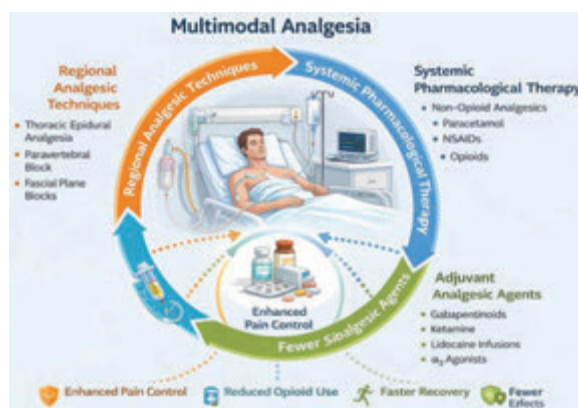 Multimodal Analgesia
Regional
Analgesic
Techniques
• Thoracic Epidural
Analgesia
• Paravertebral
Block
• Fascial Plane
Blocks
Regional Analgesic Techniques
Systemic Pharmacological Therapy
Systemic
Pharmacological Therapy
• Non-Opioid Analgesics
• Paracetamol
• NSAIDs
• Opioids
Enhanced
Pain Control
Fewer Sibalgesic Agents
Adjuvant
Analgesic Agents
• Gabapentinoids
• Ketamine
• Lidocaine Infusions
• α₂ Agonists
Enhanced Pain Control
Reduced Opioid Use
Faster Recovery
Fewer
Effects